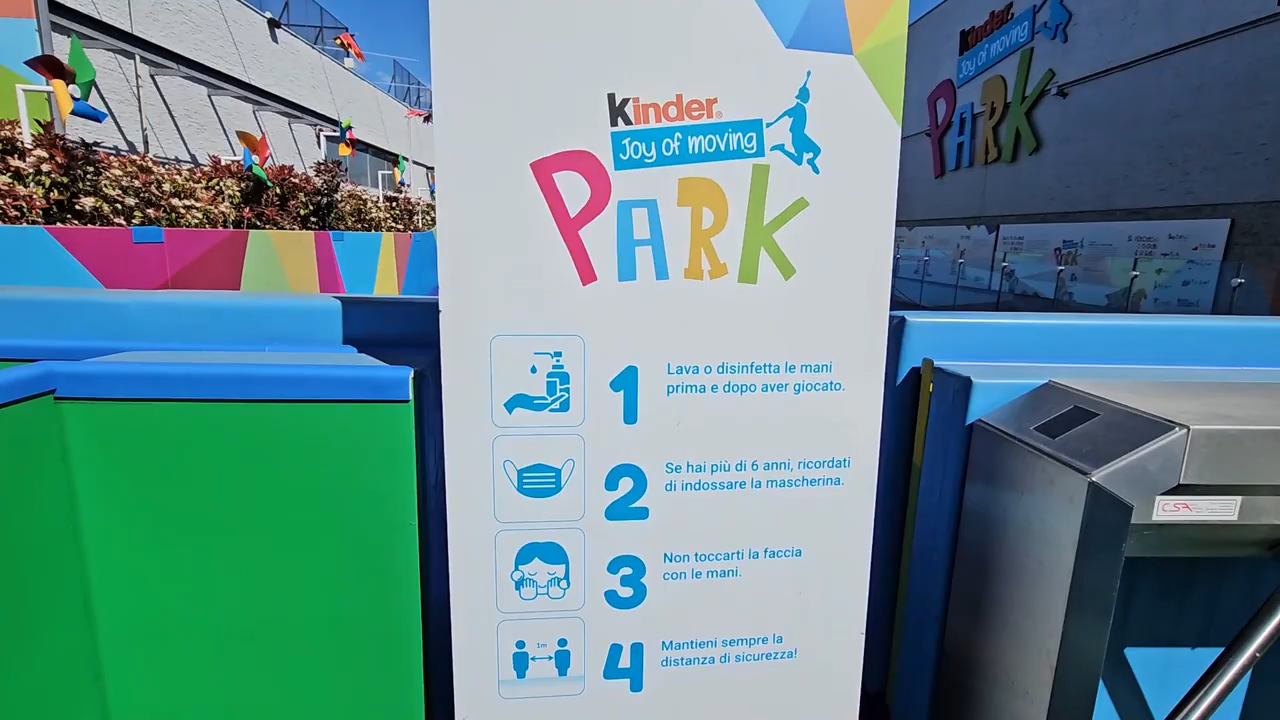 Kinder
Joy of moving
PARK
1
Lava o disinfetta le mani
prima e dopo aver giocato.
2
Se hai più di 6 anni, ricordati
di indossare la mascherina.
3
Non toccarti la faccia
con le mani.
1m
4
Mantieni sempre la
distanza di sicurezza!
Kinder
Joy of moving
PARK
PARK
CSA